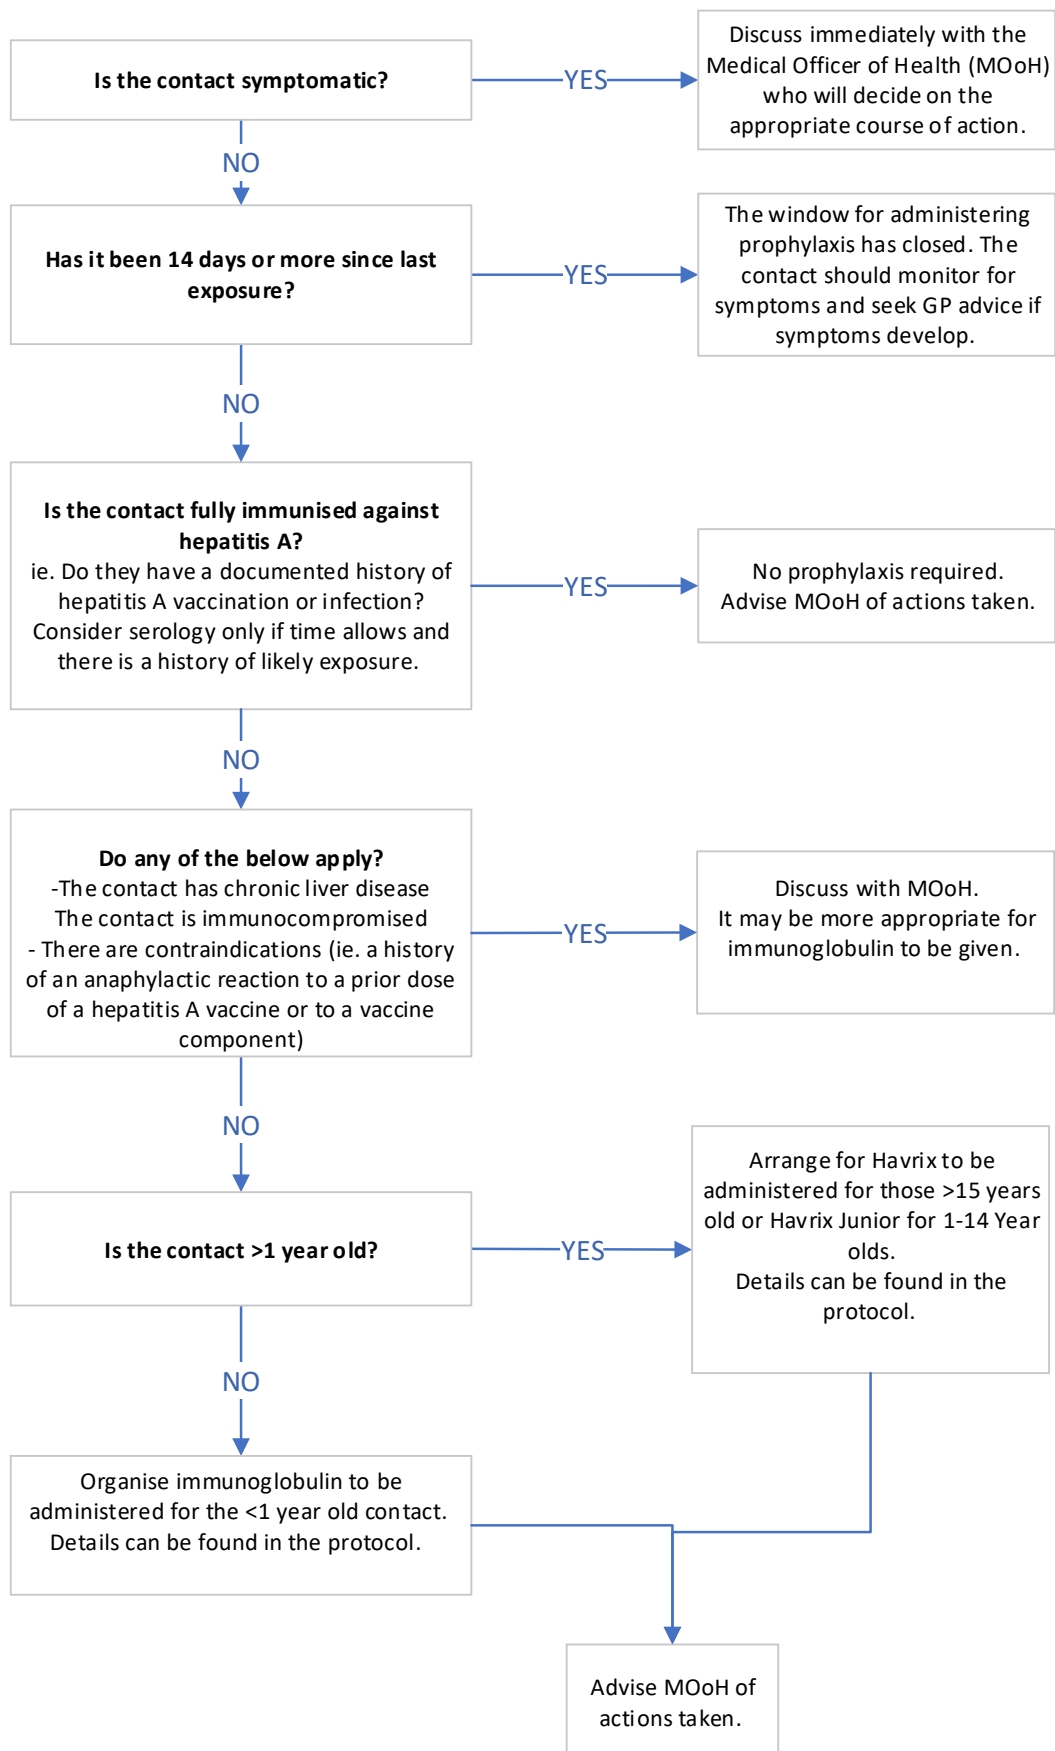 Is the contact symptomatic?
YES
Discuss immediately with the
Medical Officer of Health (MOoH)
who will decide on the
appropriate course of action.
NO
Has it been 14 days or more since last
exposure?
YES
The window for administering
prophylaxis has closed. The
contact should monitor for
symptoms and seek GP advice if
symptoms develop.
NO
Is the contact fully immunised against
hepatitis A?
ie. Do they have a documented history of
hepatitis A vaccination or infection?
Consider serology only if time allows and
there is a history of likely exposure.
YES
No prophylaxis required.
Advise MOoH of actions taken.
NO
Do any of the below apply?
-The contact has chronic liver disease
The contact is immunocompromised
- There are contraindications (ie. a history
of an anaphylactic reaction to a prior dose
of a hepatitis A vaccine or to a vaccine
component)
YES
Discuss with MOoH.
It may be more appropriate for
immunoglobulin to be given.
NO
Is the contact >1 year old?
YES
Arrange for Havrix to be
administered for those >15 years
old or Havrix Junior for 1-14 Year
olds.
Details can be found in the
protocol.
NO
Organise immunoglobulin to be
administered for the <1 year old contact.
Details can be found in the protocol.
Advise MOoH of
actions taken.